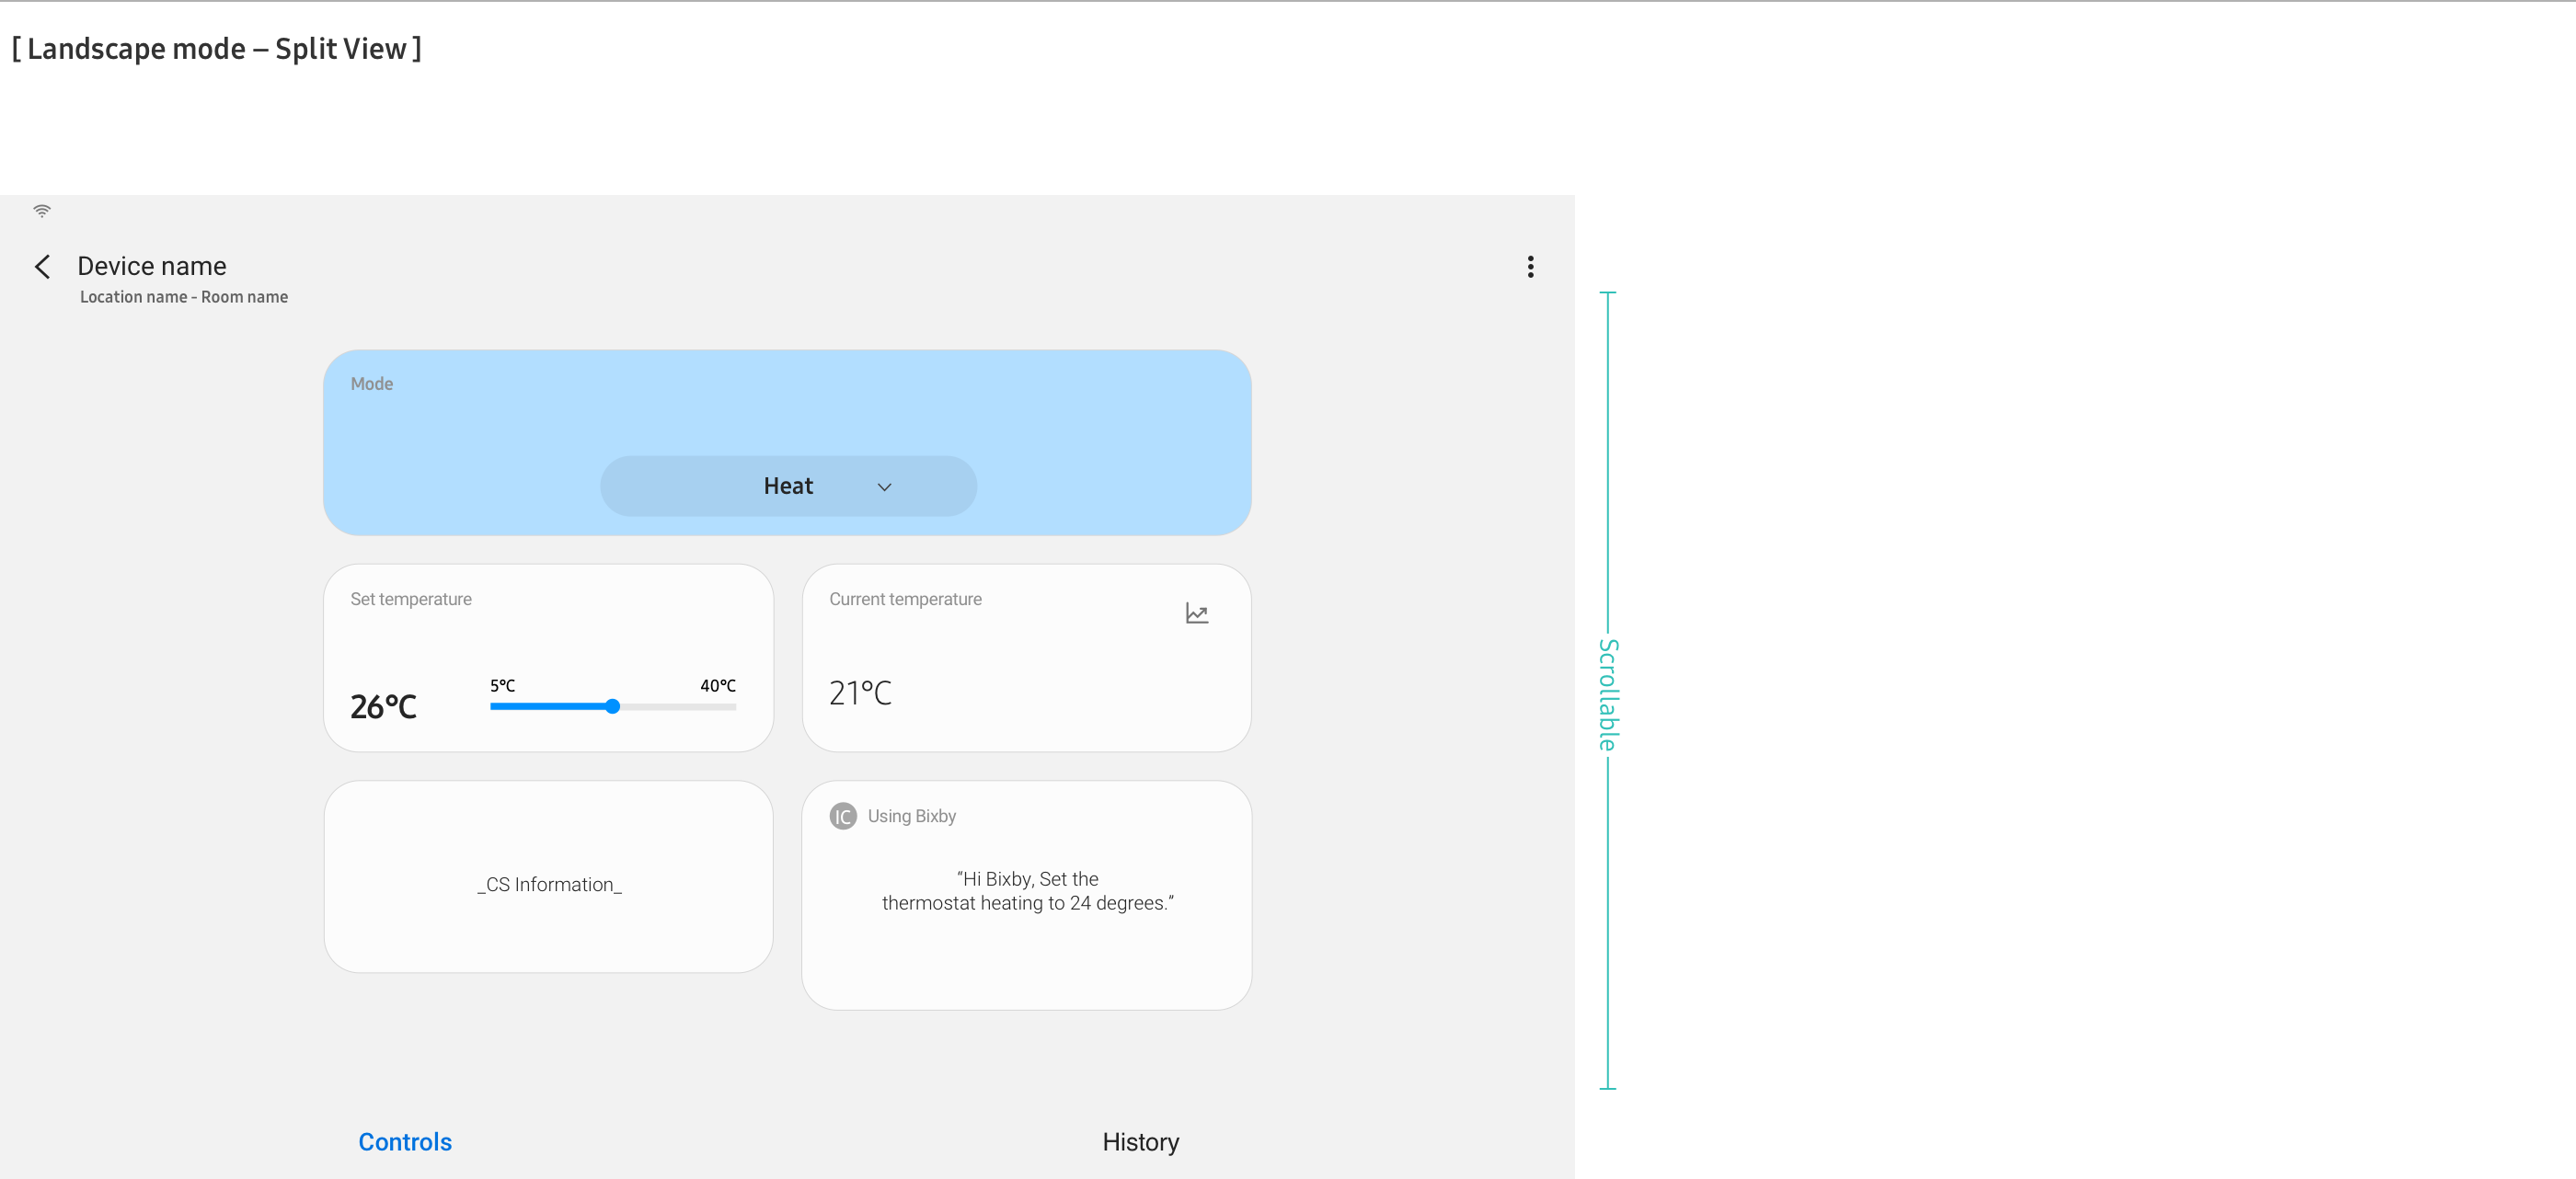 [ Landscape mode – Split View ]
Device name
Location name - Room name
Mode
Heat
Set temperature
Current temperature
5°C
40°C
26°C
21°C
Scrollable
IC Using Bixby
_CS Information_
“Hi Bixby, Set the
thermostat heating to 24 degrees.”
Controls
History